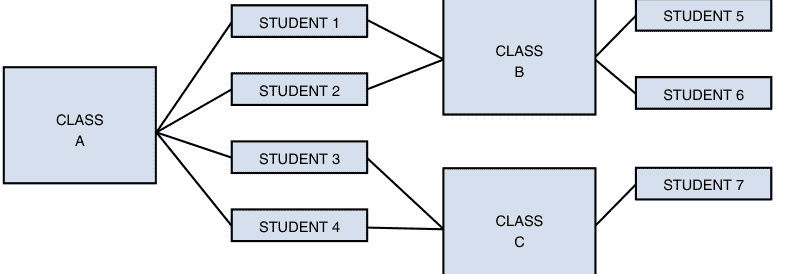 CLASS
A
STUDENT 1
STUDENT 2
STUDENT 3
STUDENT 4
CLASS
B
CLASS
C
STUDENT 5
STUDENT 6
STUDENT 7